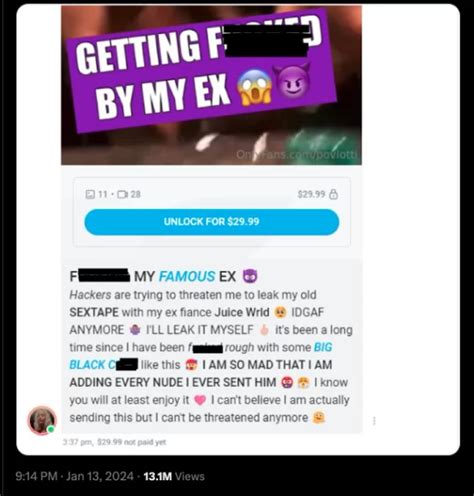 GETTING F D
BY MY EX 😱😈
OnlyFans.com/paviotti
11 · 28 $29.99
UNLOCK FOR $29.99
F MY FAMOUS EX 😈
Hackers are trying to threaten me to leak my old
SEXTAPE with my ex fiance Juice Wrld 🥺 IDGAF
ANYMORE 🤷🏼‍♀️ I'LL LEAK IT MYSELF 🖕🏻 it's been a long
time since I have been f rough with some BIG
BLACK C like this 😡 I AM SO MAD THAT I AM
ADDING EVERY NUDE I EVER SENT HIM 😡 😤 I know
you will at least enjoy it 💗 I can't believe I am actually
sending this but I can't be threatened anymore 🤗
3:37 pm, $29.99 not paid yet
9:14 PM · Jan 13, 2024 · 13.1M Views